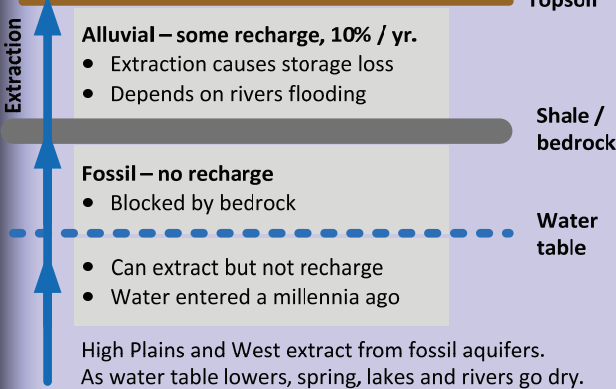 Topsoil
Extraction
Alluvial – some recharge, 10% / yr.
• Extraction causes storage loss
• Depends on rivers flooding
Shale /
bedrock
Fossil – no recharge
• Blocked by bedrock
Water
table
• Can extract but not recharge
• Water entered a millennia ago
High Plains and West extract from fossil aquifers.
As water table lowers, spring, lakes and rivers go dry.